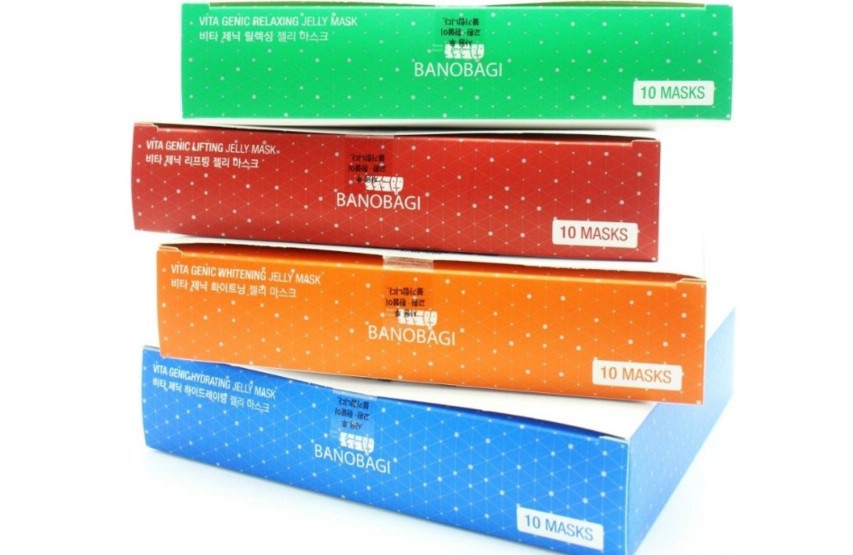 VITA GENIC RELAXING JELLY MASK
비타 제닉 릴렉싱 젤리 마스크
BANOBAGI
10 MASKS
VITA GENIC LIFTING JELLY MASK
비타 제닉 리프팅 젤리 마스크
BANOBAGI
10 MASKS
VITA GENIC WHITENING JELLY MASK
비타 제닉 화이트닝 젤리 마스크
BANOBAGI
10 MASKS
VITA GENIC HYDRATING JELLY MASK
비타 제닉 하이드레이팅 젤리 마스크
BANOBAGI
10 MASKS